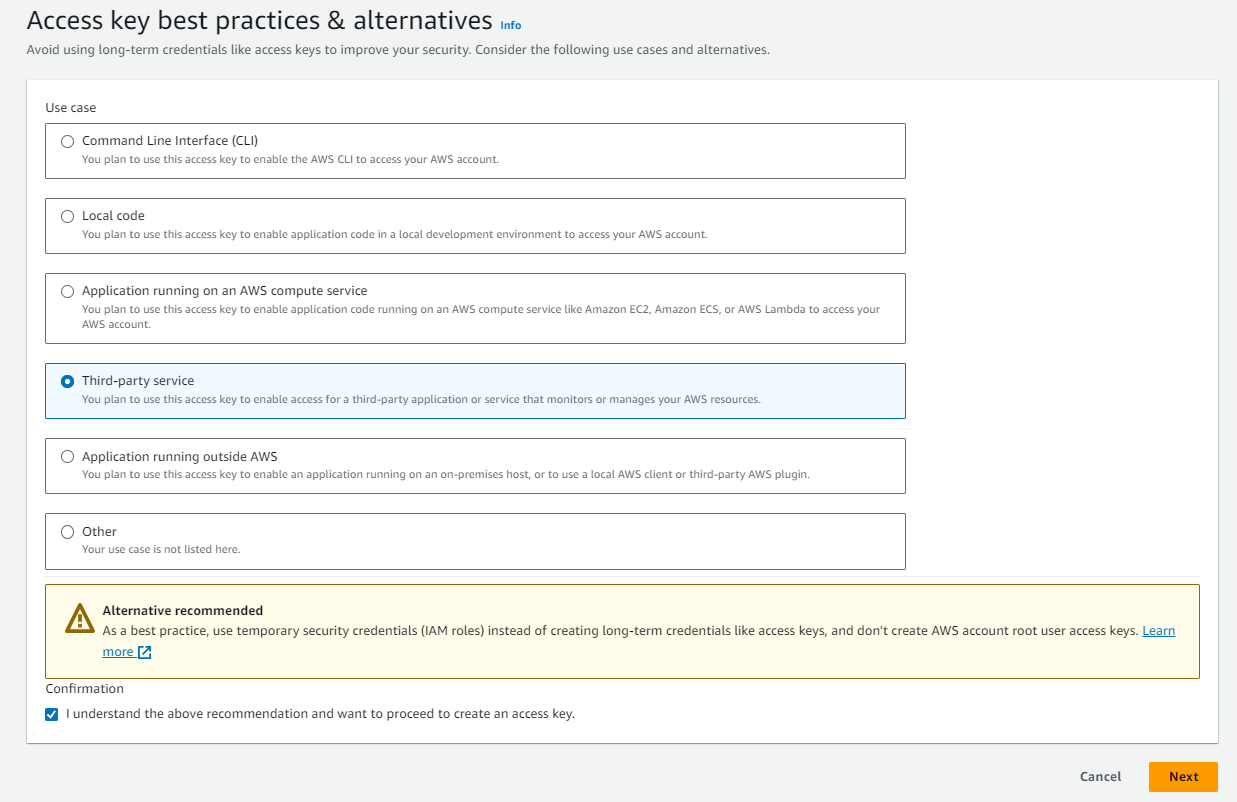 Access key best practices & alternatives Info
Avoid using long-term credentials like access keys to improve your security. Consider the following use cases and alternatives.
Use case
Command Line Interface (CLI)
You plan to use this access key to enable the AWS CLI to access your AWS account.
Local code
You plan to use this access key to enable application code in a local development environment to access your AWS account.
Application running on an AWS compute service
You plan to use this access key to enable application code running on an AWS compute service like Amazon EC2, Amazon ECS, or AWS Lambda to access your
AWS account.
Third-party service
You plan to use this access key to enable access for a third-party application or service that monitors or manages your AWS resources.
Application running outside AWS
You plan to use this access key to enable an application running on an on-premises host, or to use a local AWS client or third-party AWS plugin.
Other
Your use case is not listed here.
Alternative recommended
As a best practice, use temporary security credentials (IAM roles) instead of creating long-term credentials like access keys, and don't create AWS account root user access keys. Learn
more
Confirmation
I understand the above recommendation and want to proceed to create an access key.
Cancel Next